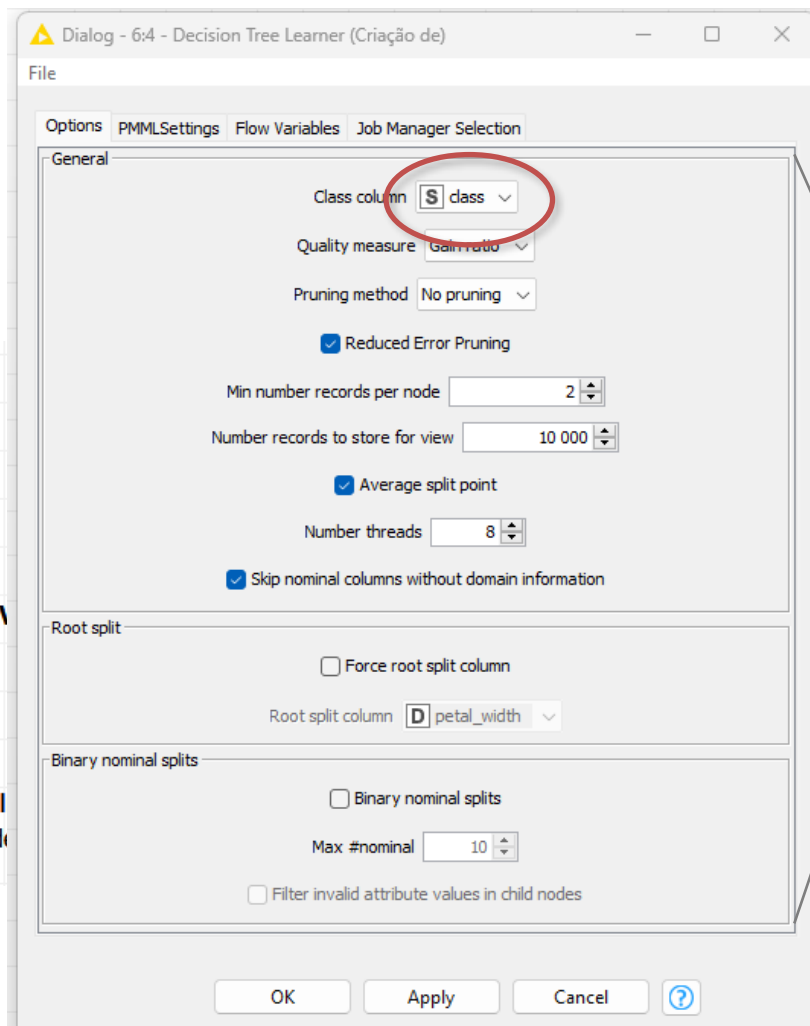 Dialog - 6:4 - Decision Tree Learner (Criação de)
File
Options PMMLSettings Flow Variables Job Manager Selection
General
Class column S class
Quality measure Gain ratio
Pruning method No pruning
Reduced Error Pruning
Min number records per node 2
Number records to store for view 10 000
Average split point
Number threads 8
Skip nominal columns without domain information
Root split
Force root split column
Root split column D petal_width
Binary nominal splits
Binary nominal splits
Max #nominal 10
Filter invalid attribute values in child nodes
OK Apply Cancel ?